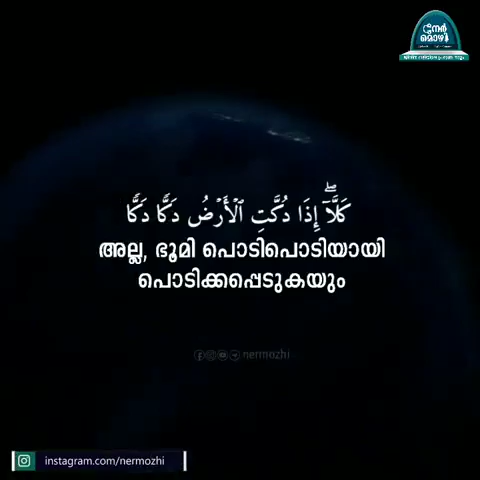 നേർ
മൊഴി
كَلَّآۖ إِذَا دُكَّتِ ٱلْأَرْضُ دَكًّا دَكًّا
അല്ല, ഭൂമി പൊടിപൊടിയായി
പൊടിക്കപ്പെടുകയും
nermozhi
instagram.com/nermozhi